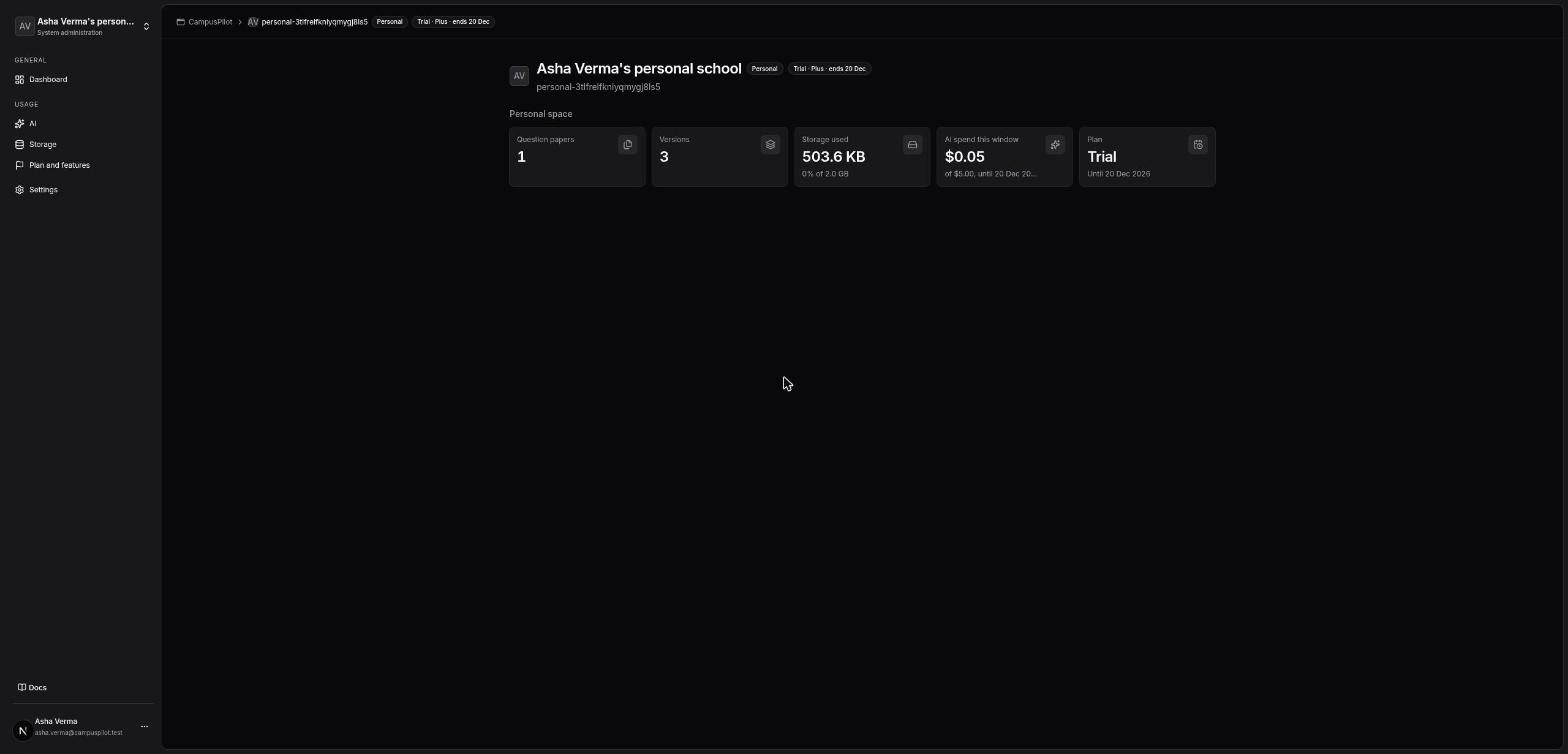 Asha Verma's person...
System administration
GENERAL
Dashboard
USAGE
AI
Storage
Plan and features
Settings
Docs
Asha Verma
asha.verma@campuspilot.test
CampusPilot
AV
Personal
Trial · Plus · ends 20 Dec
AV
Asha Verma's personal school
Personal
Trial · Plus · ends 20 Dec
Personal space
Question papers
1
Versions
3
Storage used
503.6 KB
0% of 2.0 GB
AI spend this window
$0.05
of $5.00, until 20 Dec 20...
Plan
Trial
Until 20 Dec 2026